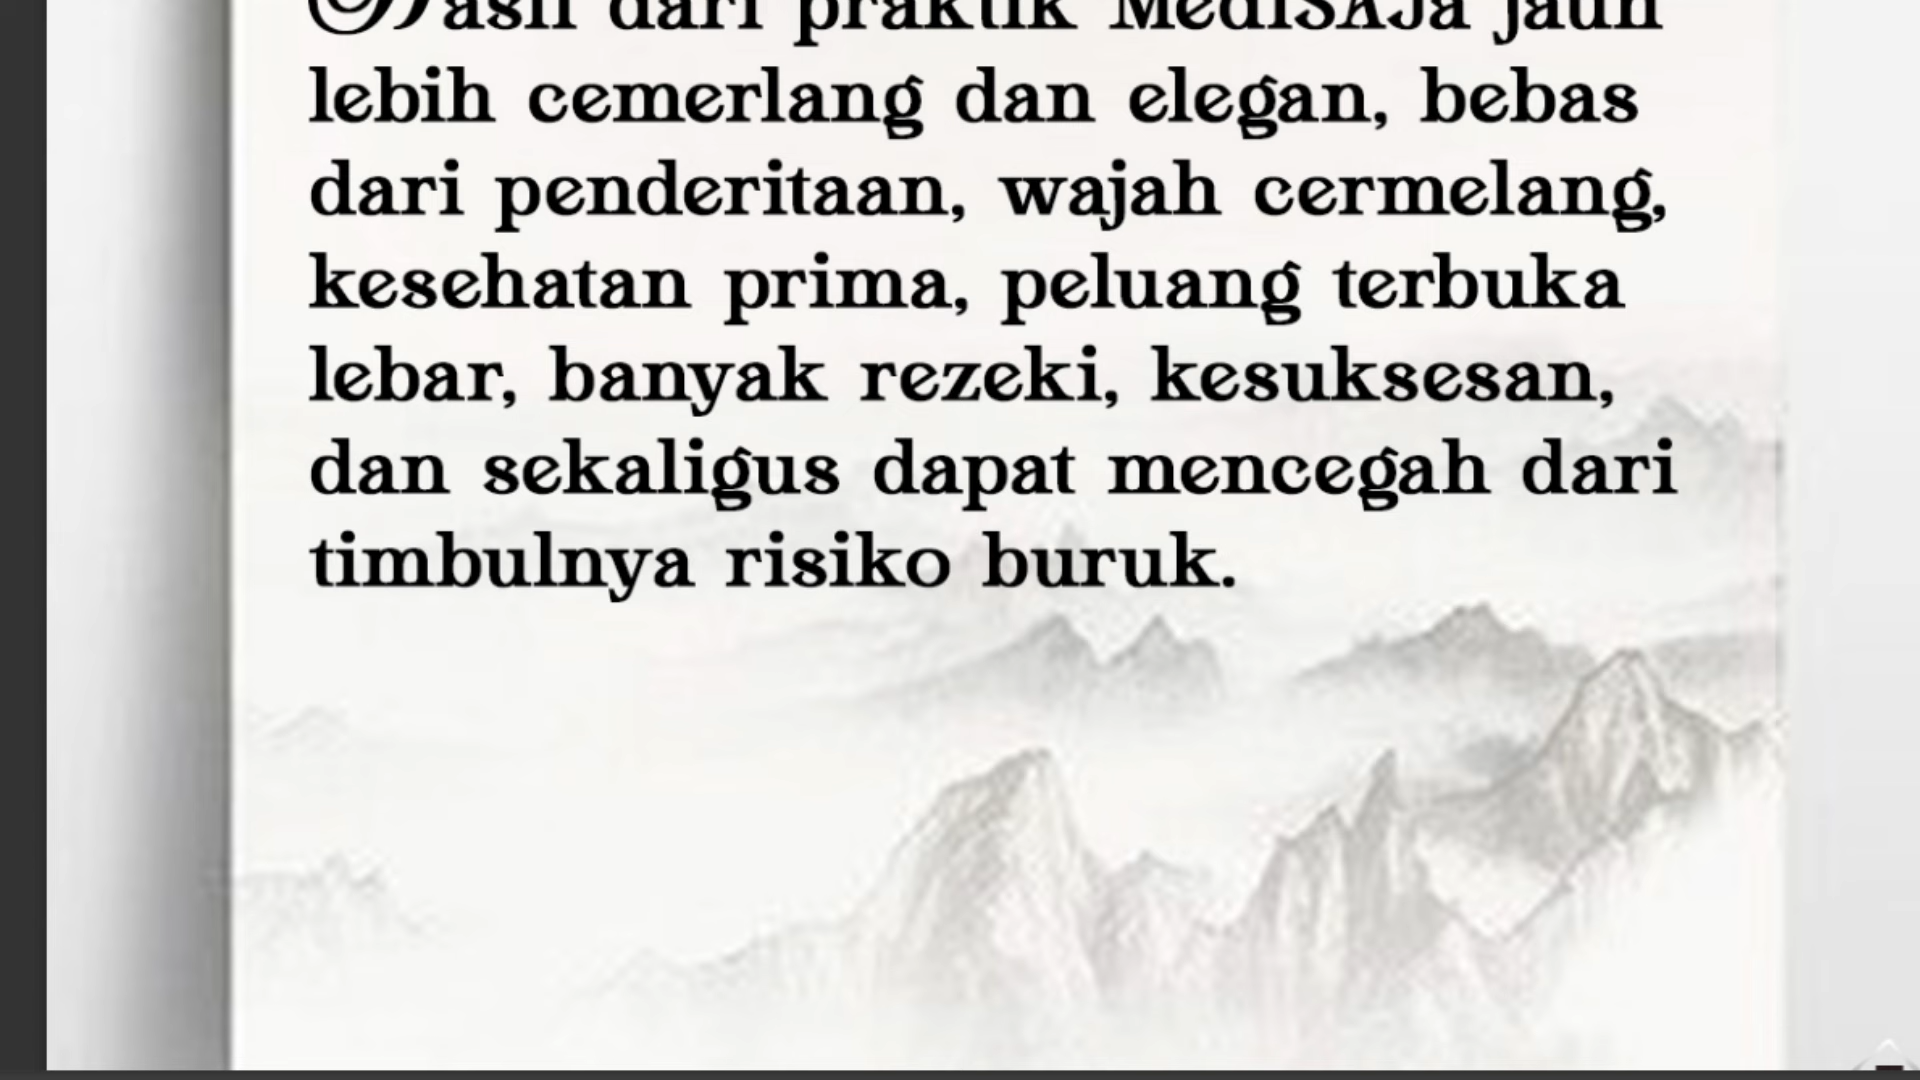 Hasil dari praktik MediSAJa jauh
lebih cemerlang dan elegan, bebas
dari penderitaan, wajah cermelang,
kesehatan prima, peluang terbuka
lebar, banyak rezeki, kesuksesan,
dan sekaligus dapat mencegah dari
timbulnya risiko buruk.